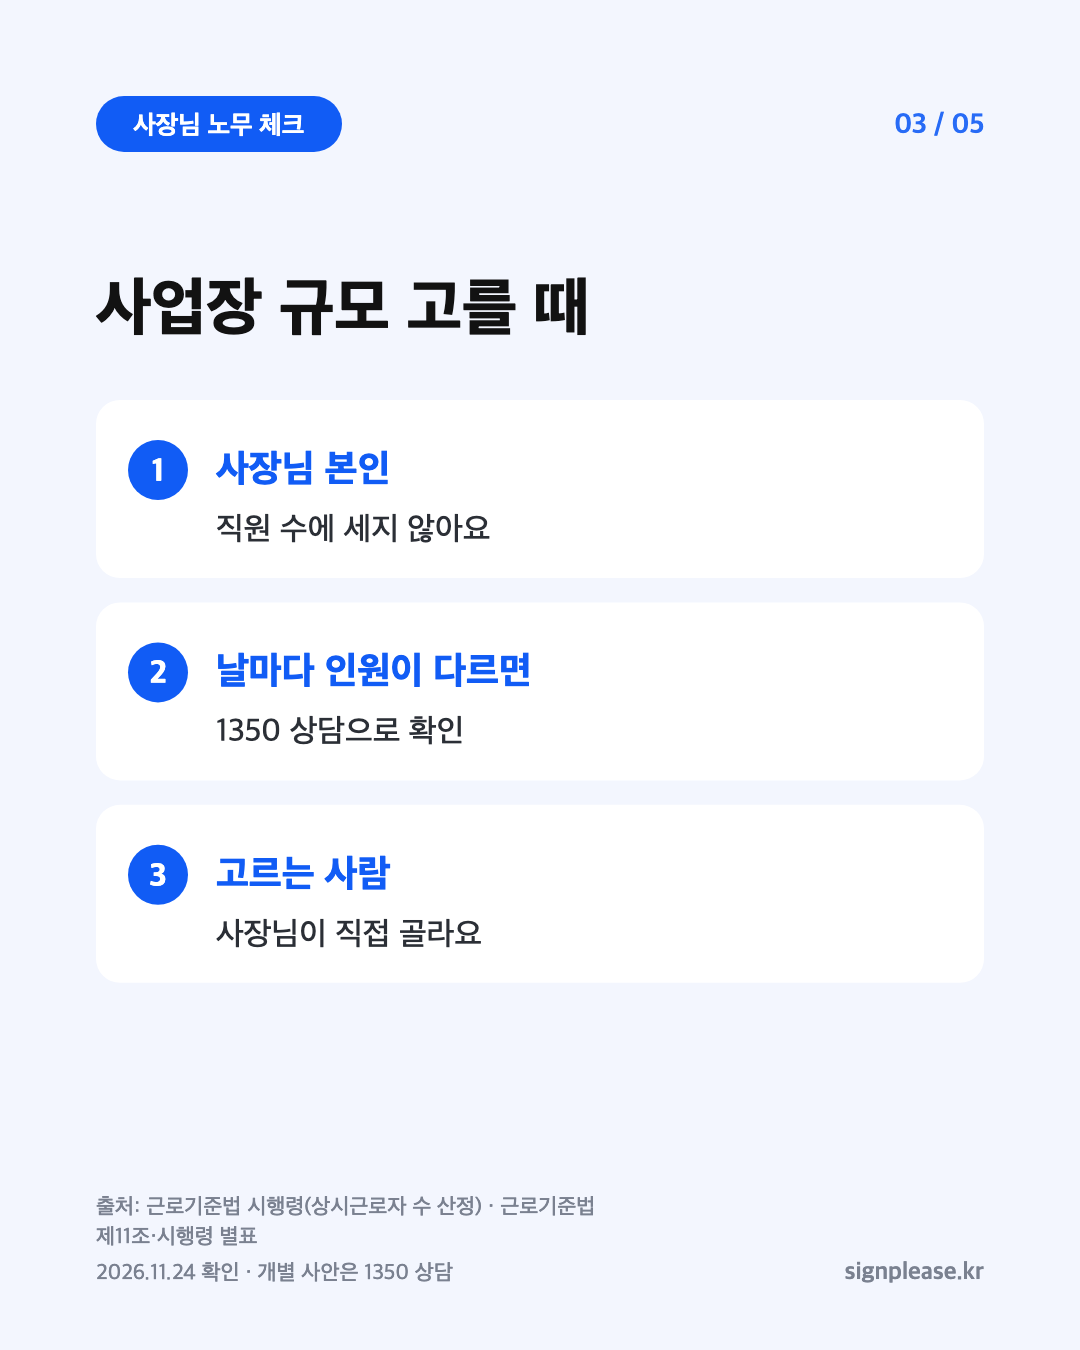 사장님 노무 체크
03 / 05
사업장 규모 고를 때
1
사장님 본인
직원 수에 세지 않아요
2
날마다 인원이 다르면
1350 상담으로 확인
3
고르는 사람
사장님이 직접 골라요
출처: 근로기준법 시행령(상시근로자 수 산정) · 근로기준법
제11조·시행령 별표
2026.11.24 확인 · 개별 사안은 1350 상담
signplease.kr